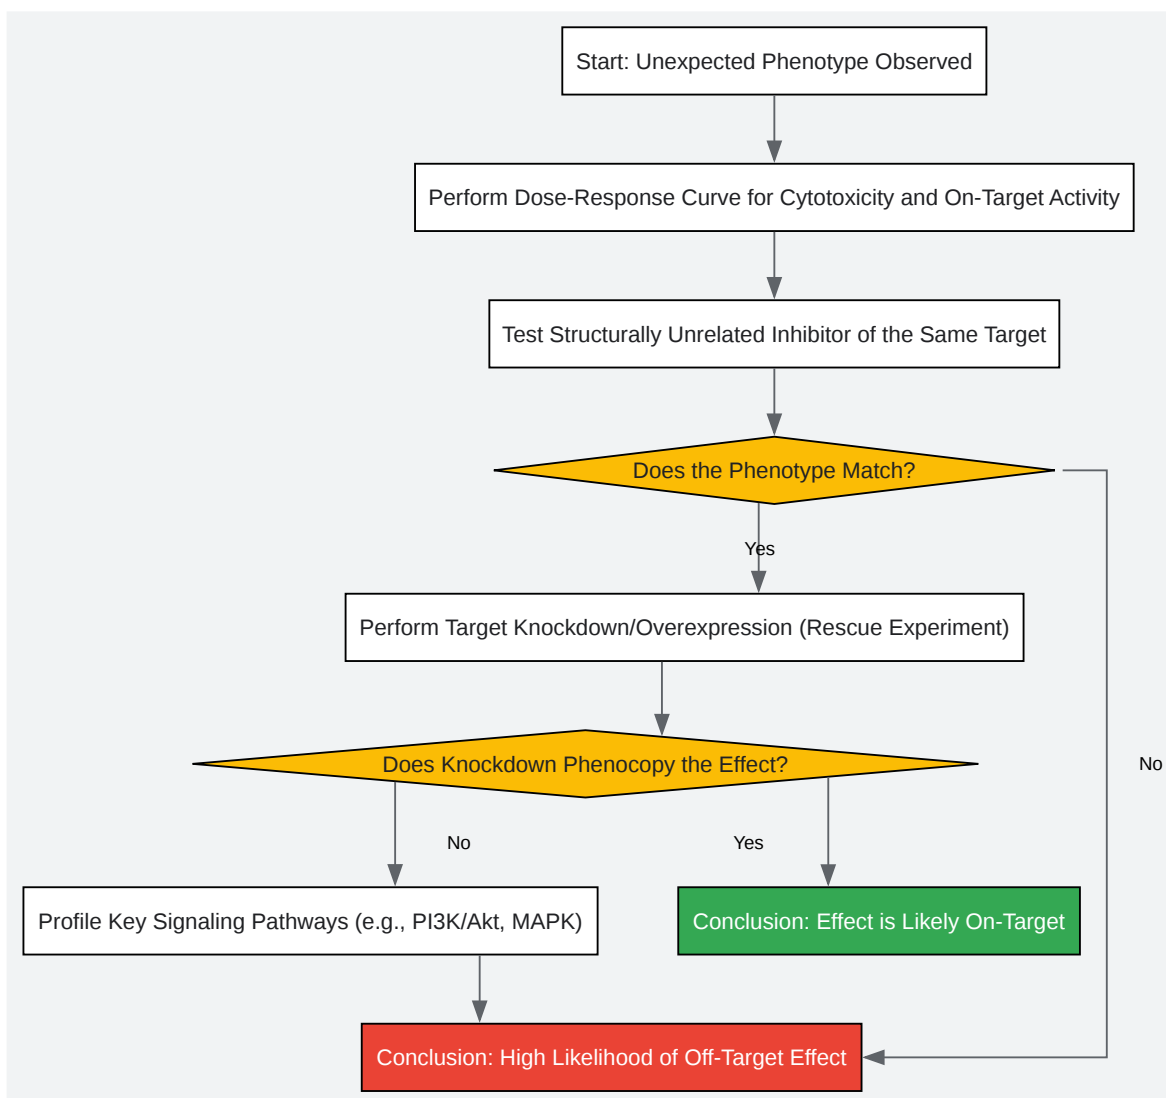 Start: Unexpected Phenotype Observed
Perform Dose-Response Curve for Cytotoxicity and On-Target Activity
Test Structurally Unrelated Inhibitor of the Same Target
Does the Phenotype Match?
Yes
Perform Target Knockdown/Overexpression (Rescue Experiment)
Does Knockdown Phenocopy the Effect?
No
No
Yes
Profile Key Signaling Pathways (e.g., PI3K/Akt, MAPK)
Conclusion: Effect is Likely On-Target
Conclusion: High Likelihood of Off-Target Effect